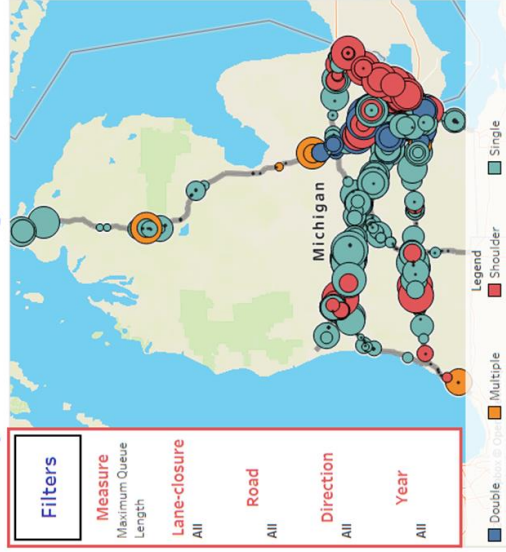 Filters
Measure
Maximum Queue
Length
Lane-closure
All
Road
All
Direction
All
Year
All
Michigan
Legend
Double
Multiple
Shoulder
Single